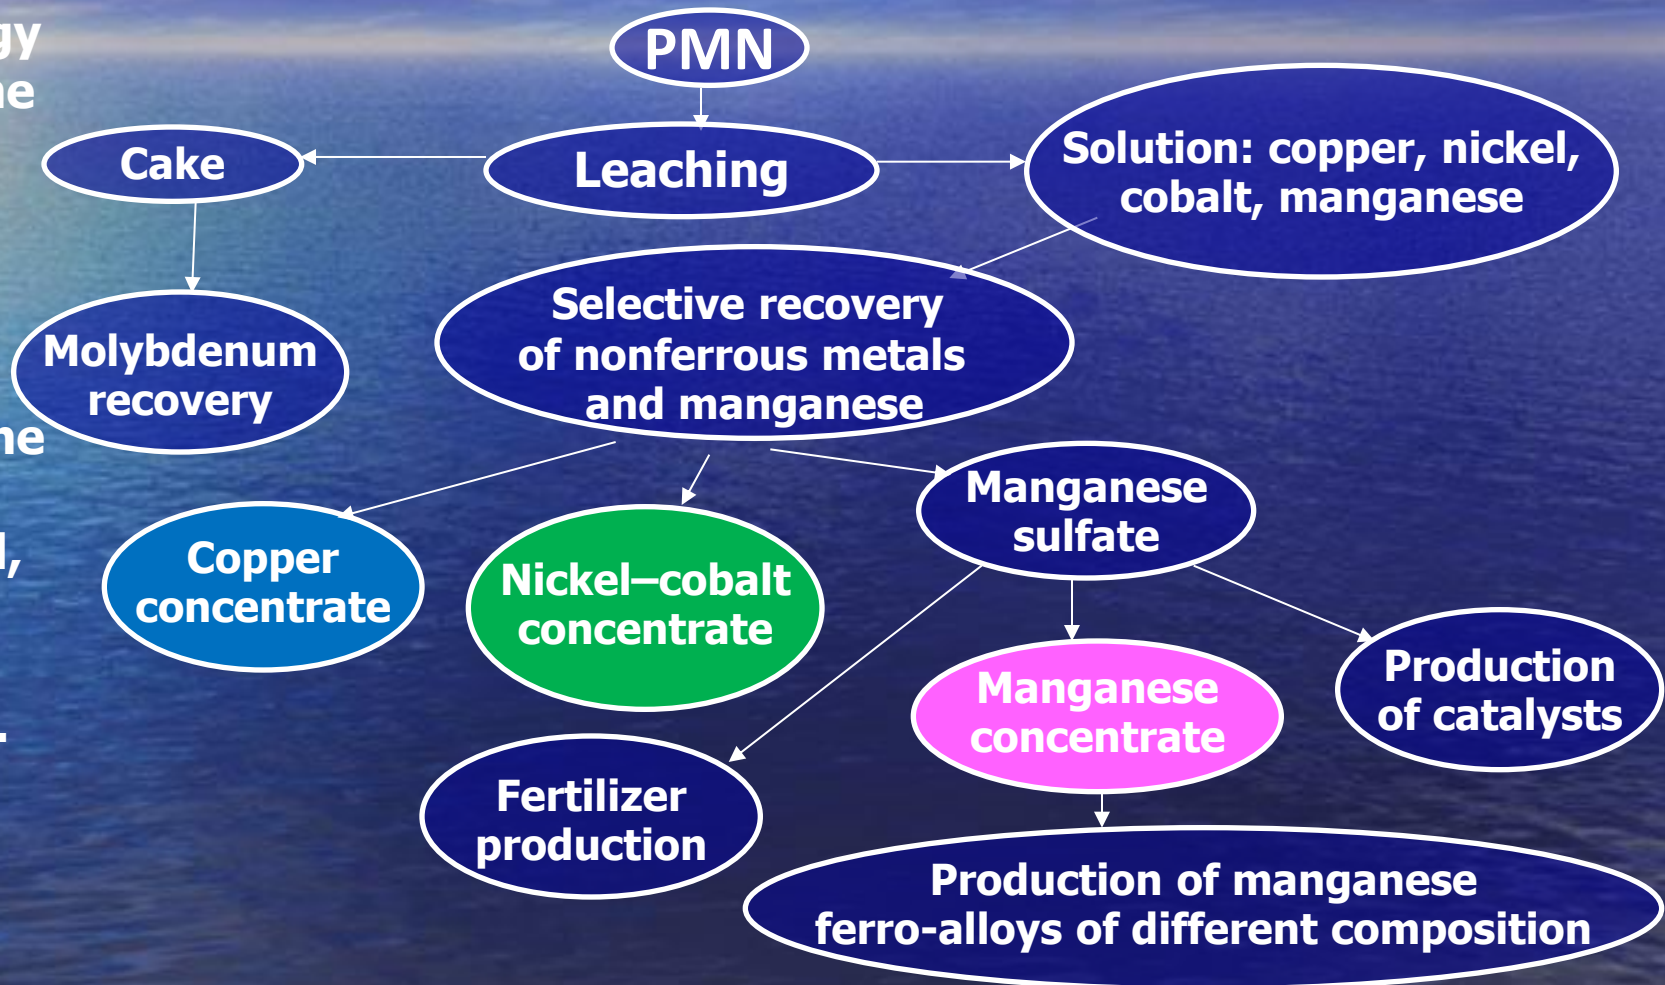 PMN
Leaching
Cake
Solution: copper, nickel,
cobalt, manganese
Molybdenum
recovery
Selective recovery
of nonferrous metals
and manganese
Copper
concentrate
Nickel–cobalt
concentrate
Manganese
sulfate
Fertilizer
production
Manganese
concentrate
Production
of catalysts
Production of manganese
ferro-alloys of different composition